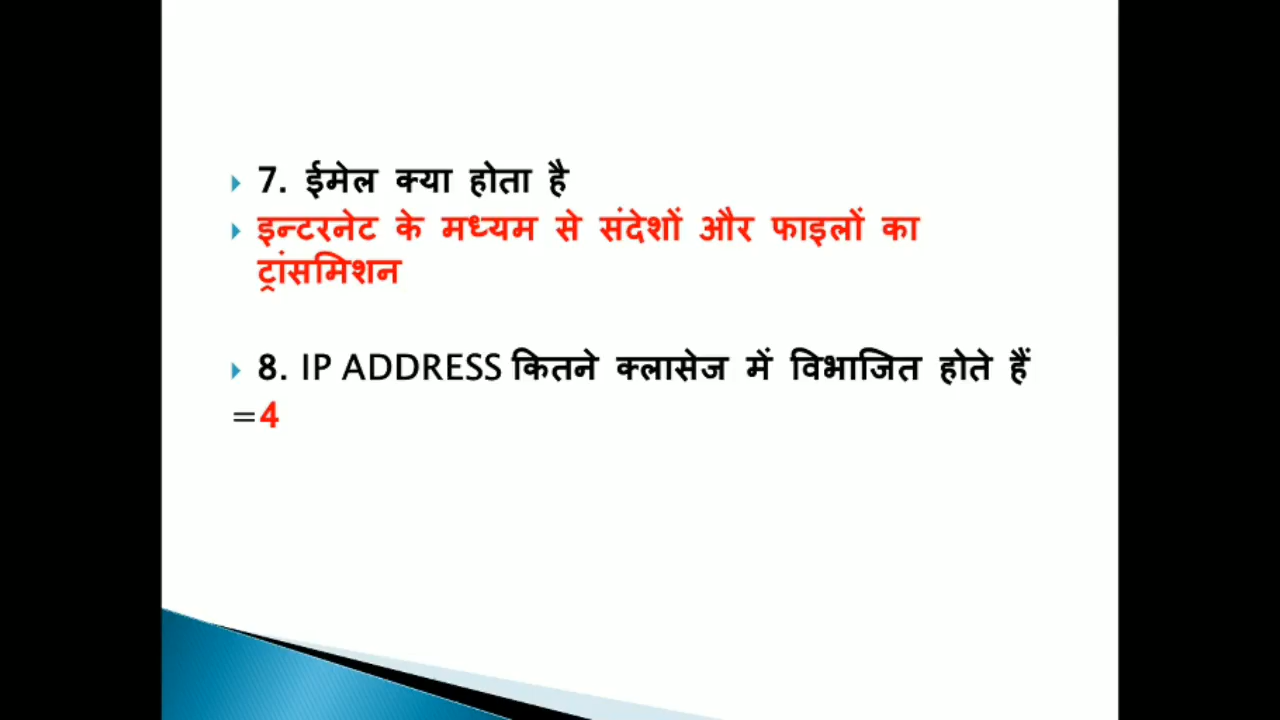 7. ईमेल क्या होता है
इन्टरनेट के मध्यम से संदेशों और फाइलों का
ट्रांसमिशन
8. IP ADDRESS कितने क्लासेज में विभाजित होते हैं
=4